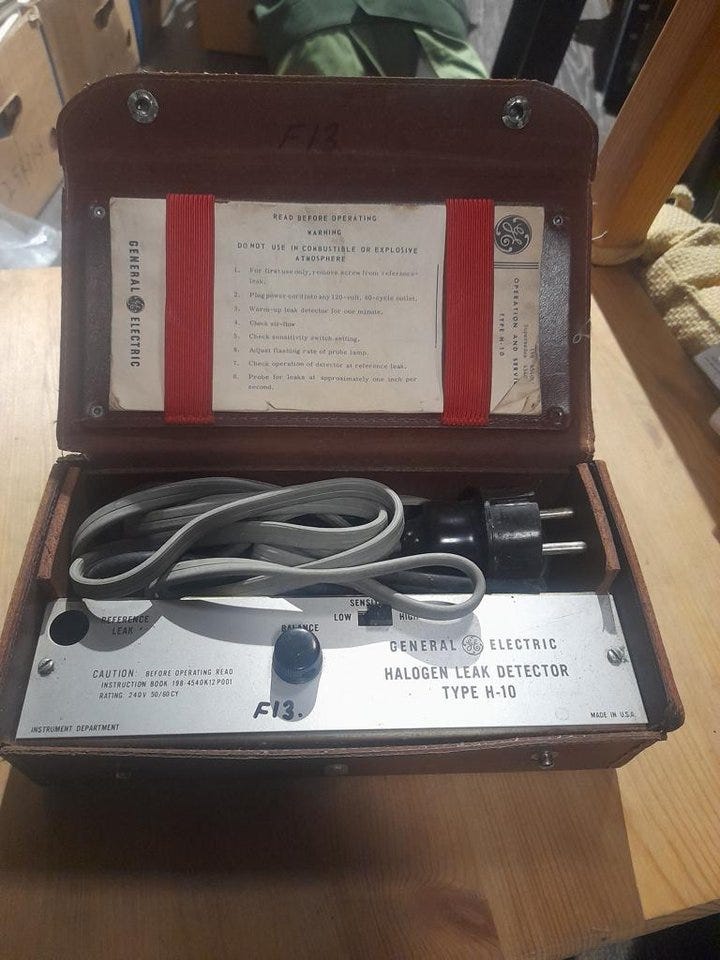 F13
READ BEFORE OPERATING
WARNING
DO NOT USE IN COMBUSTIBLE OR EXPLOSIVE
ATMOSPHERE
1. For first use only, remove screw from reference
leak.
2. Plug power cord into any 120-volt, 60-cycle outlet.
3. Warm-up leak detector for one minute.
4. Check air-flow
5. Check sensitivity switch setting.
6. Adjust flashing rate of probe lamp.
7. Check operation of detector at reference leak.
8. Probe for leaks at approximately one inch per
second.
GENERAL GE ELECTRIC
GE
OPERATION AND
TYPE H-10
REFERENCE
LEAK
BALANCE
LOW HIGH
GENERAL GE ELECTRIC
HALOGEN LEAK DETECTOR
TYPE H-10
CAUTION: BEFORE OPERATING READ
INSTRUCTION BOOK 198-4540K12P001
RATING: 240V 50/60CY
F13.
INSTRUMENT DEPARTMENT
MADE IN U.S.A.